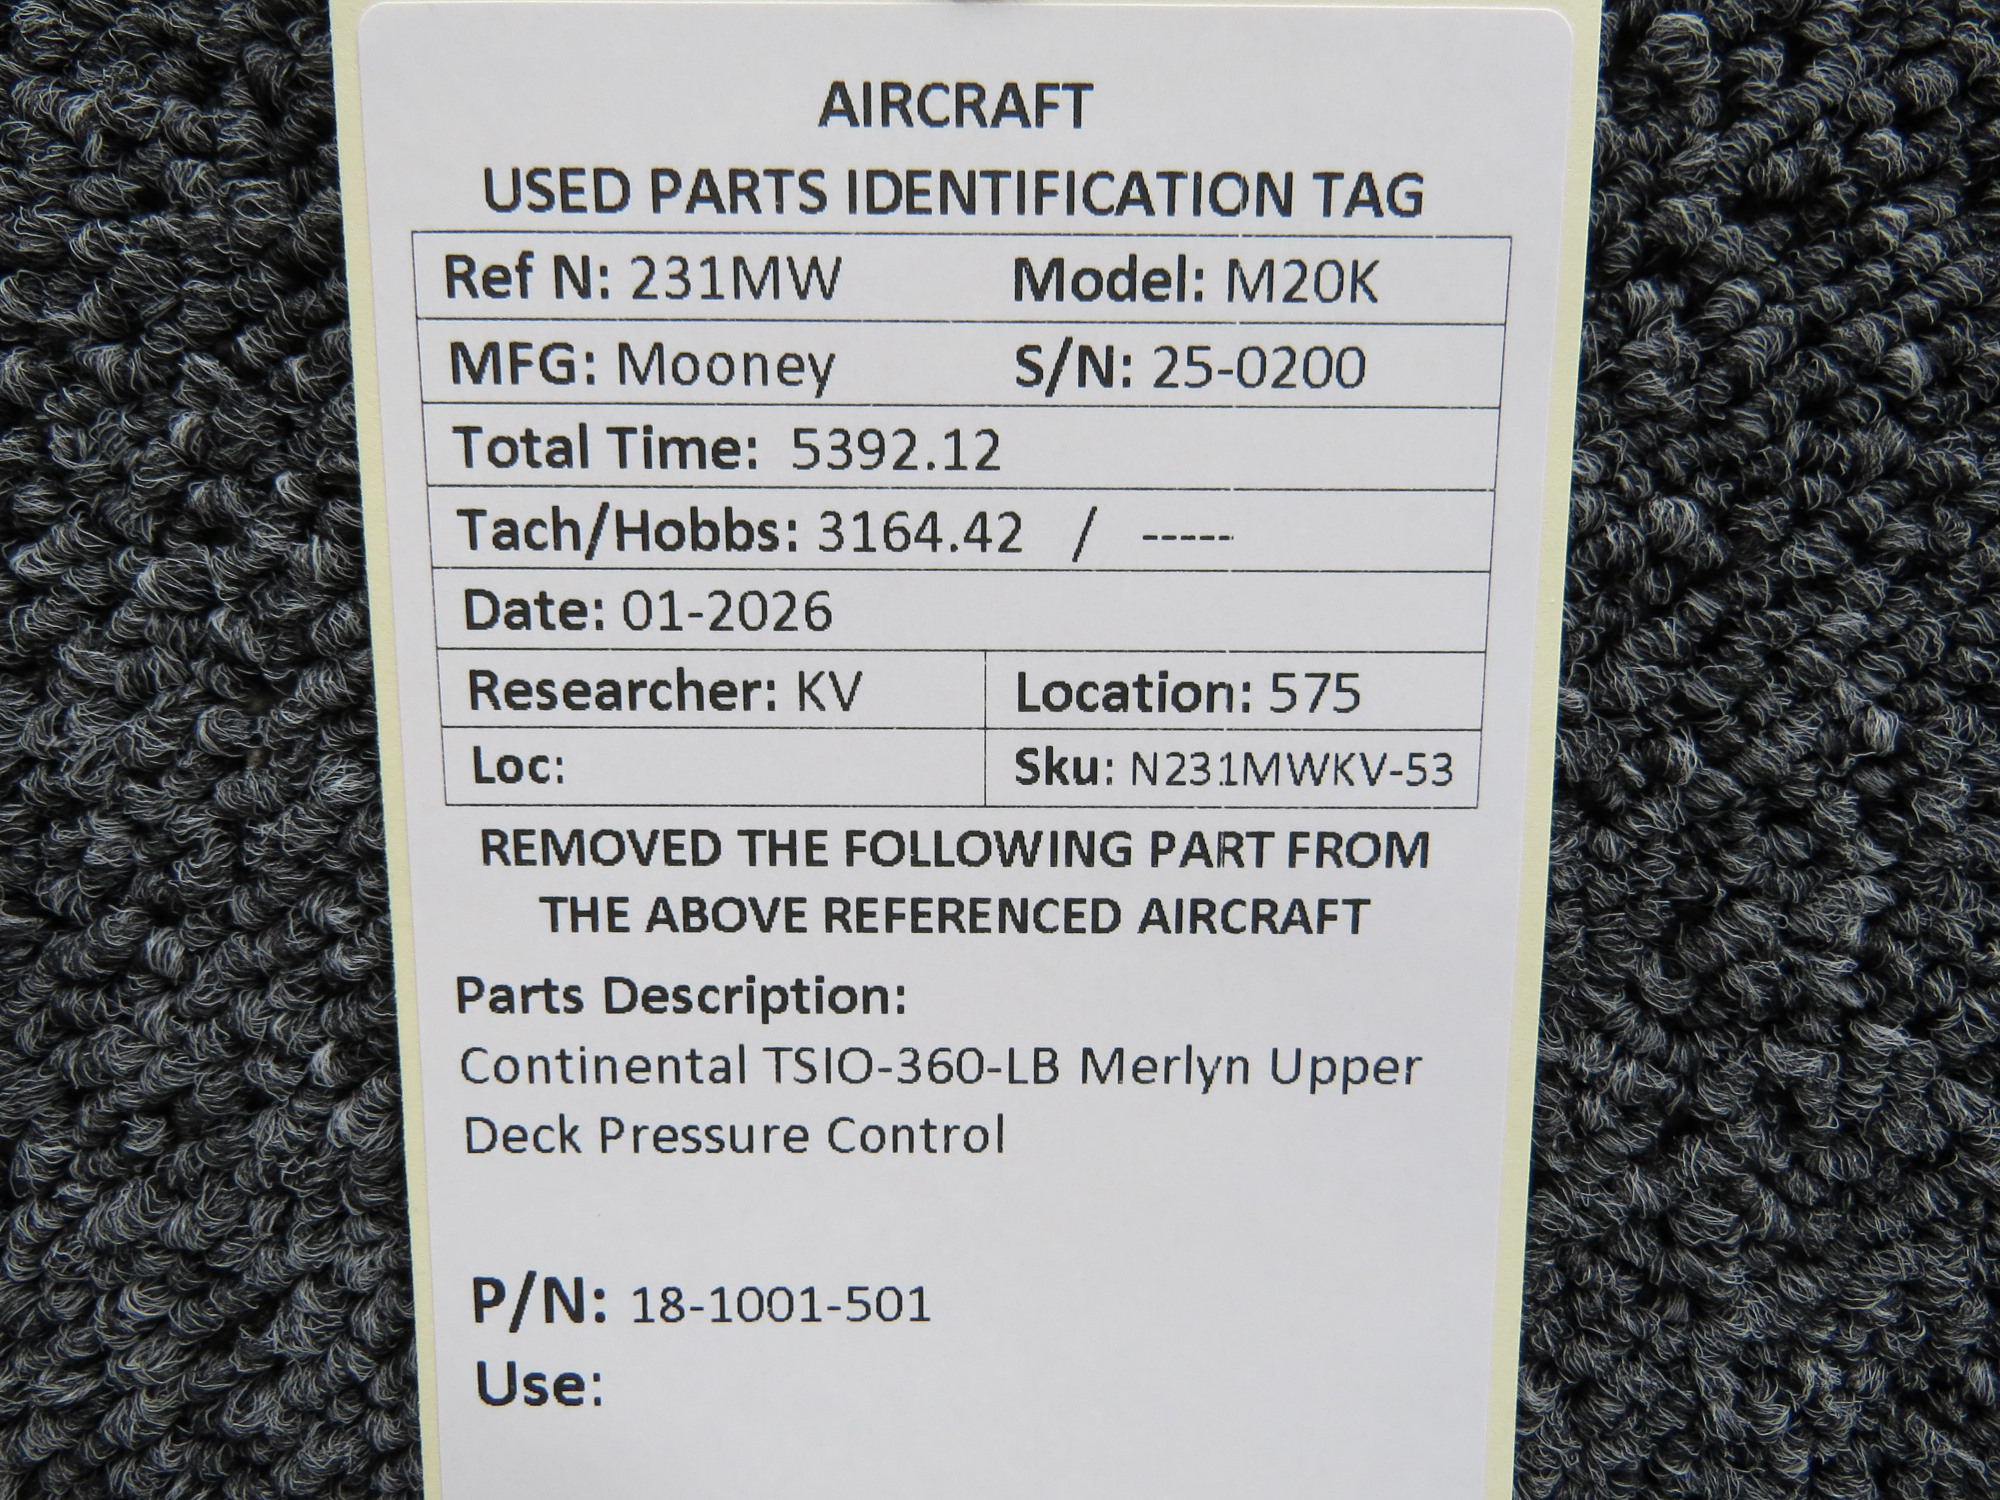 AIRCRAFT
USED PARTS IDENTIFICATION TAG
Ref N: 231MW Model: M20K
MFG: Mooney S/N: 25-0200
Total Time: 5392.12
Tach/Hobbs: 3164.42 / -----
Date: 01-2026
Researcher: KV Location: 575
Loc: Sku: N231MWKV-53
REMOVED THE FOLLOWING PART FROM
THE ABOVE REFERENCED AIRCRAFT
Parts Description:
Continental TSIO-360-LB Merlyn Upper
Deck Pressure Control
P/N: 18-1001-501
Use: